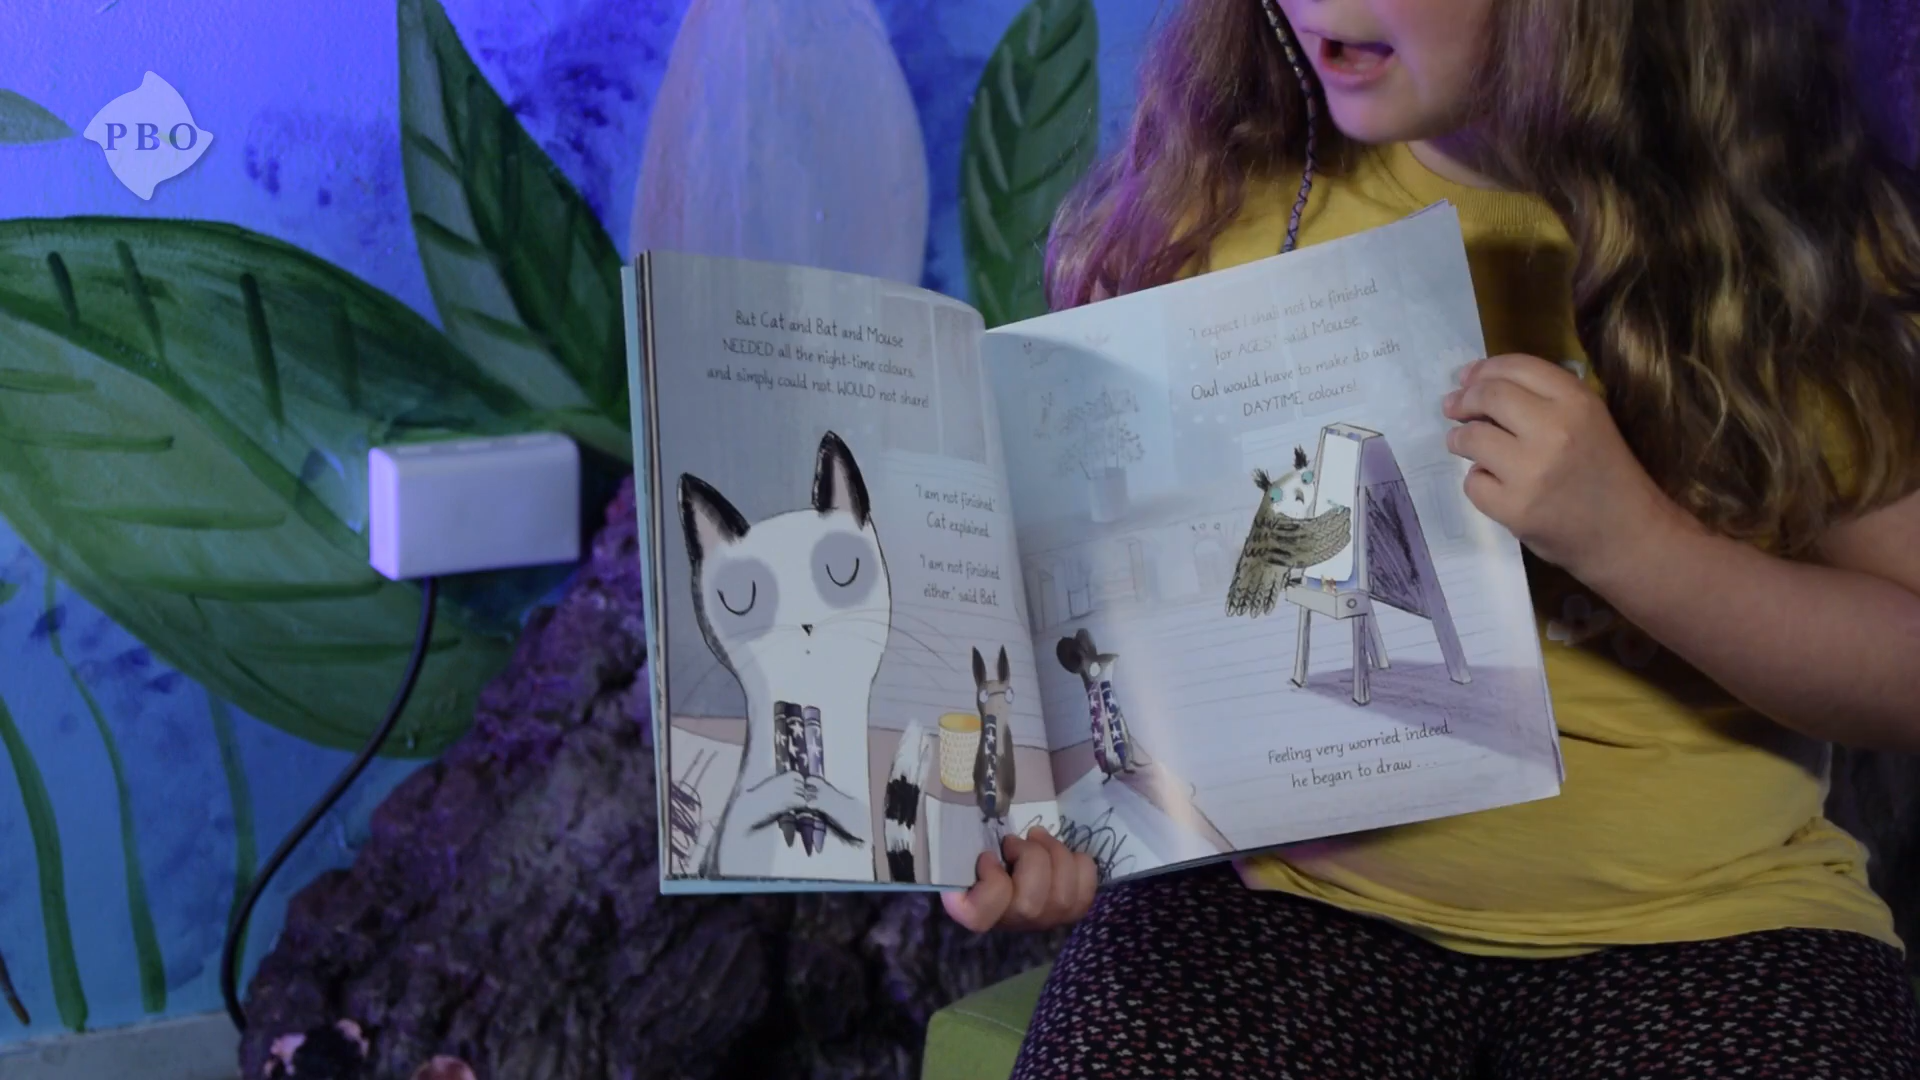 PBO
But Cat and Bat and Mouse
NEEDED all the night-time colours,
and simply could not, WOULD not share!
"I am not finished,"
Cat explained.
"I am not finished
either," said Bat.
"I expect I shall not be finished
for AGES" said Mouse.
Owl would have to make do with
DAYTIME colours!
Feeling very worried indeed,
he began to draw . . .